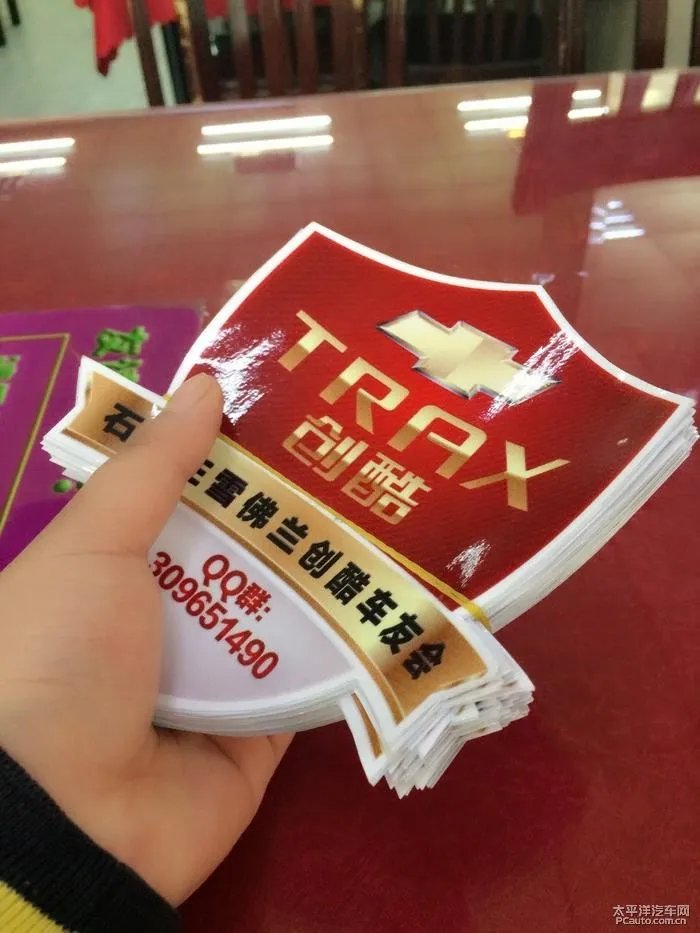 TRAX
创酷
石
雪佛兰创酷车友会
QQ群:
309651490
太平洋汽车网
PCauto.com.cn